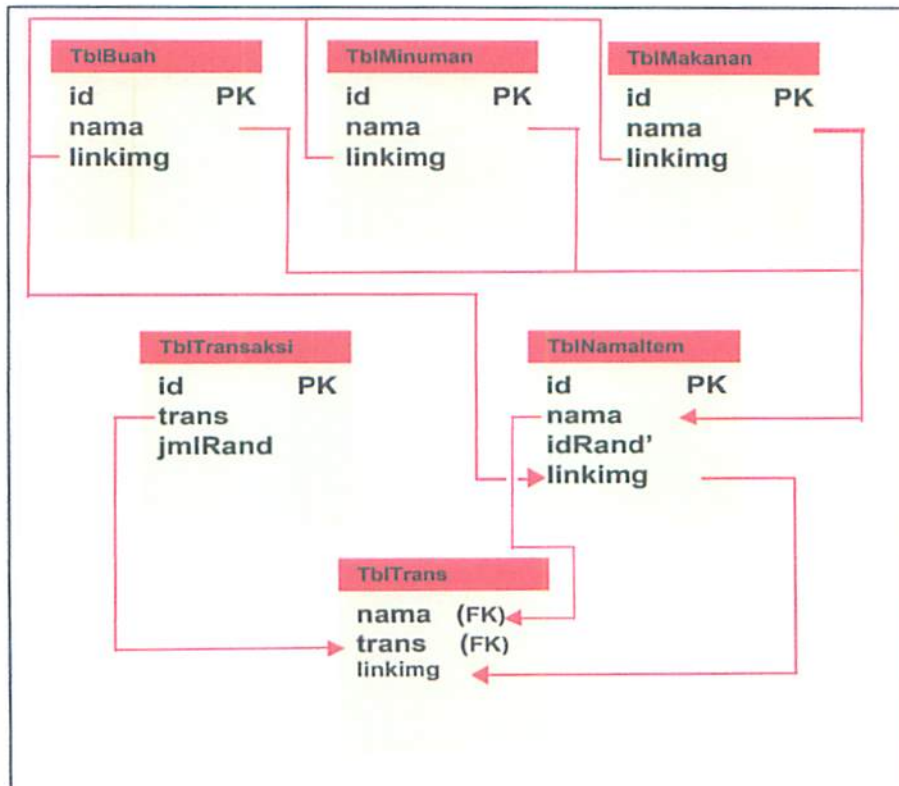 TblBuah
id PK
nama
linkimg
TblMinuman
id PK
nama
linkimg
TblMakanan
id PK
nama
linkimg
TblTransaksi
id PK
trans
jmlRand
TblNamaItem
id PK
nama
idRand'
linkimg
TblTrans
nama (FK)
trans (FK)
linkimg